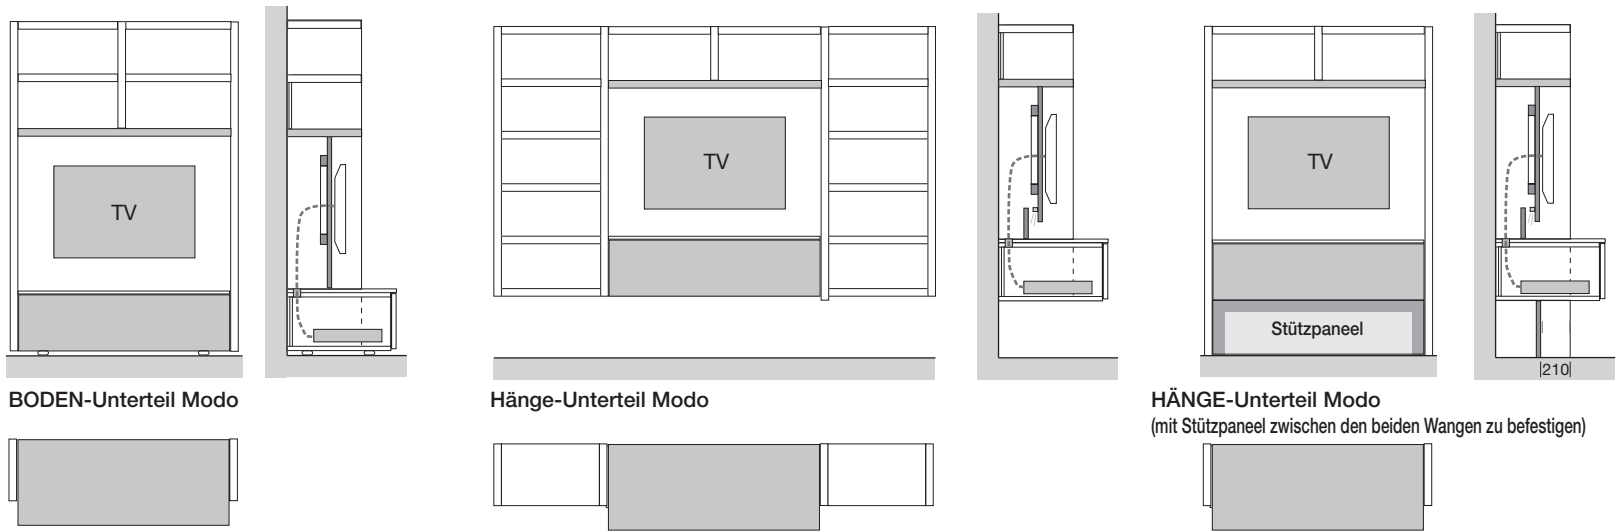 TV
TV
TV
Stützpaneel
210
BODEN-Unterteil Modo
Hänge-Unterteil Modo
HÄNGE-Unterteil Modo
(mit Stützpaneel zwischen den beiden Wangen zu befestigen)